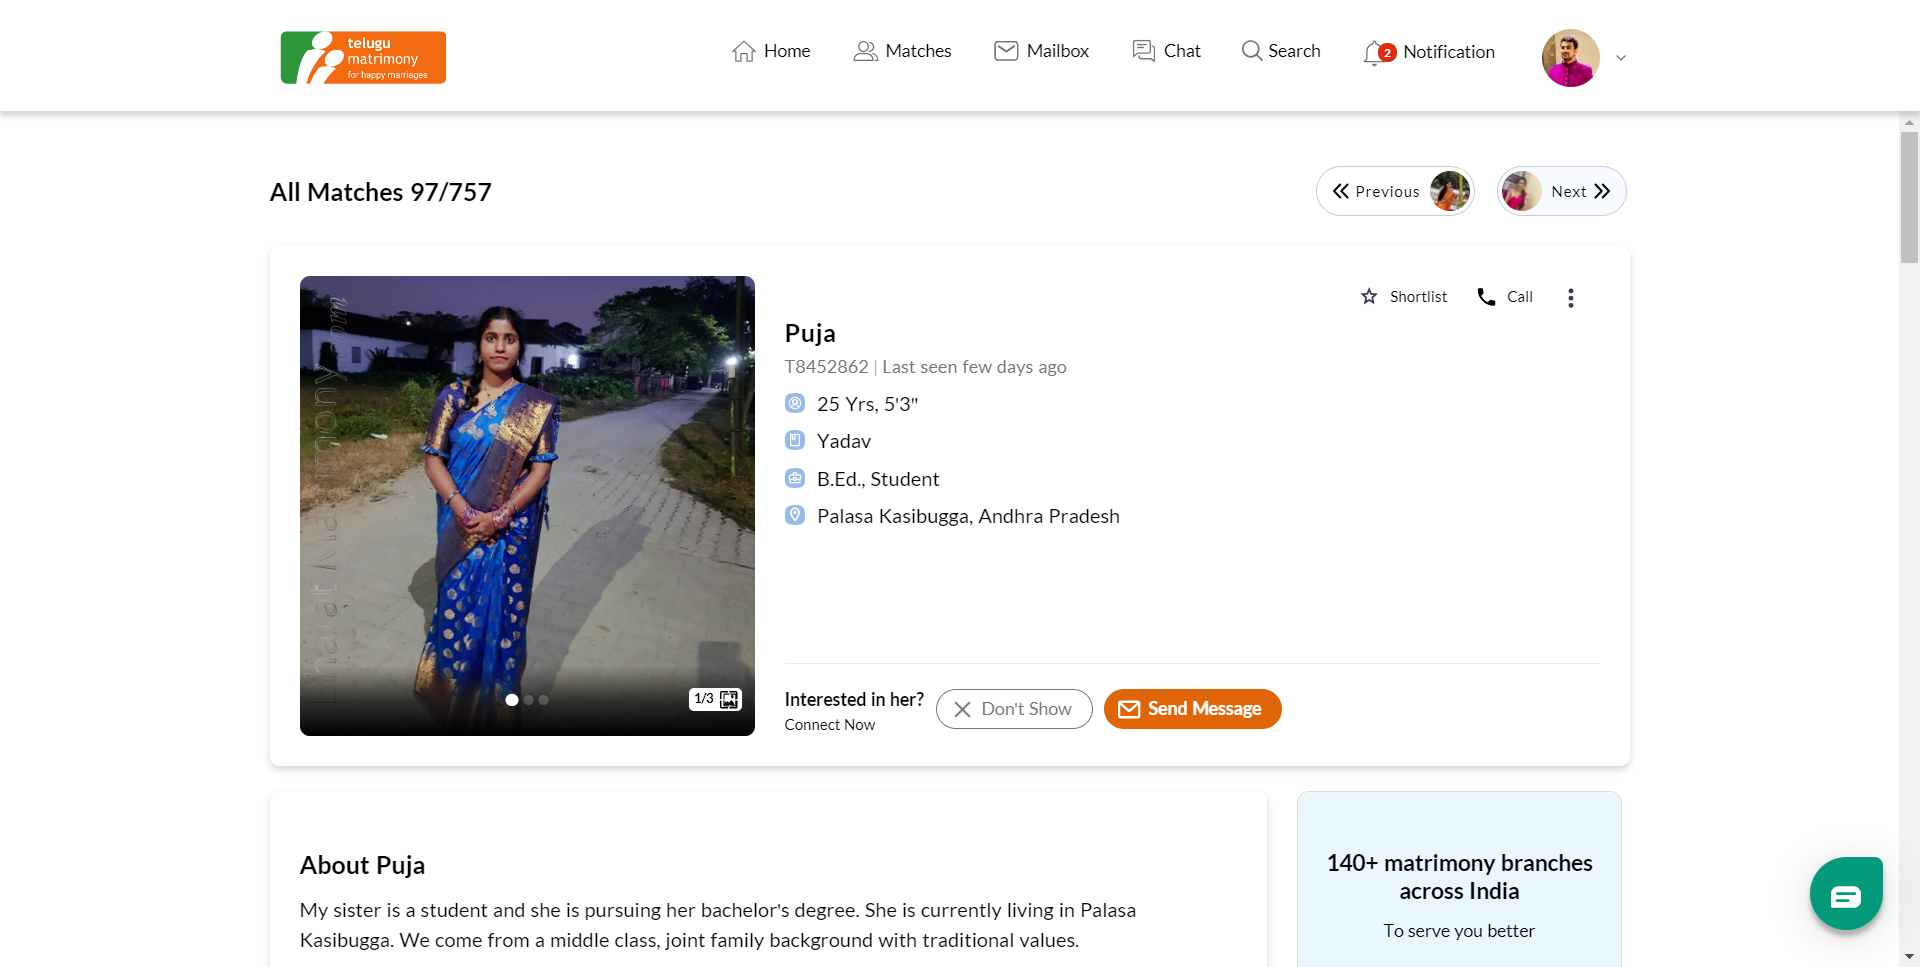 telugu
matrimony
for happy marriages
Home
Matches
Mailbox
Chat
Search
2
Notification
All Matches 97/757
Previous
Next
BharatMatrimony.com
1/3
Shortlist
Call
Puja
T8452862 | Last seen few days ago
25 Yrs, 5'3"
Yadav
B.Ed., Student
Palasa Kasibugga, Andhra Pradesh
Interested in her?
Connect Now
Don't Show
Send Message
About Puja
My sister is a student and she is pursuing her bachelor's degree. She is currently living in Palasa
Kasibugga. We come from a middle class, joint family background with traditional values.
140+ matrimony branches
across India
To serve you better